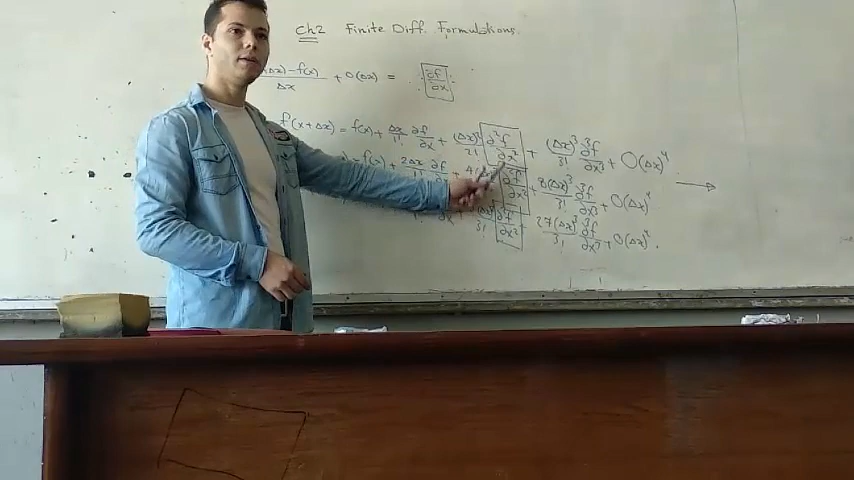 Ch2 Finite Diff. Formulations.
Δx)-f(x) / Δx + O(Δx) = ∂f/∂x
f(x+Δx) = f(x) + Δx/1! ∂f/∂x + (Δx)²/2! ∂²f/∂x² + (Δx)³/3! ∂³f/∂x³ + O(Δx)⁴ →
= f(x) + 2Δx/1! ∂f/∂x + ∂²f/∂x² + 8(Δx)³/3! ∂³f/∂x³ + O(Δx)⁴
∂x + 3! ∂x² 27(Δx)³/3! ∂³f/∂x³ + O(Δx)⁴.